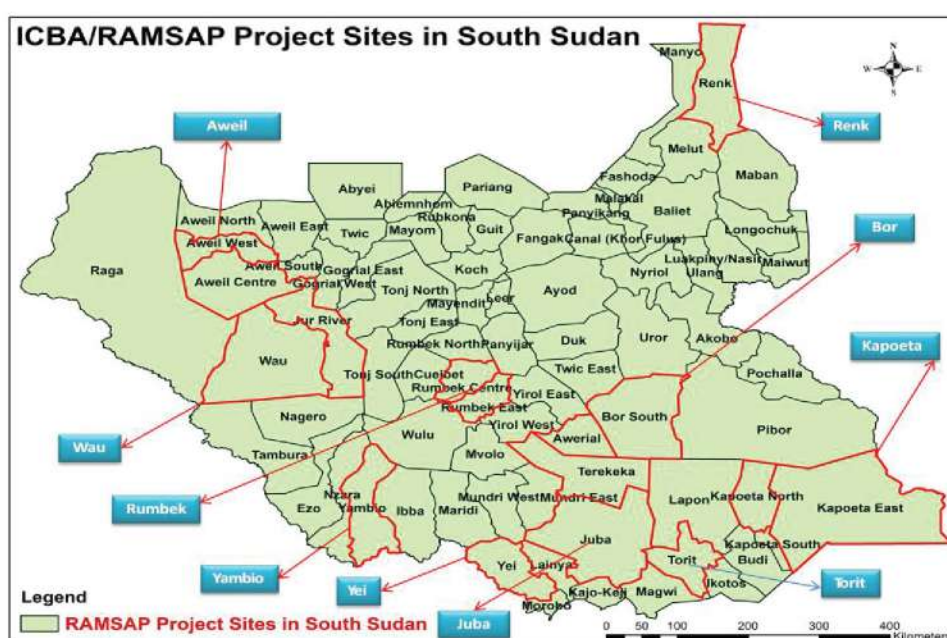 ICBA/RAMSAP Project Sites in South Sudan
N
W E
S
Manyo
Renk
Aweil
Renk
Melut
Maban
Fashoda
Abyei
Pariang
Malakal
Abiemnhom
Panyikang
Baliet
Rubkona
Aweil North
Aweil East
Twic
Mayom
Guit
Bor
Longochuk
Fangak
Canal (Khor Fulus)
Aweil West
Luakpiny/Nasir
Maiwut
Raga
Aweil South
Gogrial East
Koch
Nyirol
Ulang
Aweil Centre
Gogrial West
Tonj North
Leer
Ayod
Mayendit
Jur River
Tonj East
Uror
Akobo
Kapoeta
Rumbek North
Panyijar
Duk
Wau
Tonj South
Cueibet
Twic East
Pochalla
Rumbek Centre
Yirol East
Rumbek East
Bor South
Nagero
Yirol West
Pibor
Wau
Wulu
Awerial
Tambura
Mvolo
Terekeka
Rumbek
Nzara
Mundri West
Mundri East
Lapon
Kapoeta North
Ezo
Yambio
Ibba
Maridi
Kapoeta East
Juba
Kapoeta South
Yambio
Yei
Lainya
Torit
Budi
Yei
Ikotos
Torit
Kajo-Keji
Magwi
Morobo
Juba
Legend
RAMSAP Project Sites in South Sudan
0 50 100 200 300 400
Kilometers